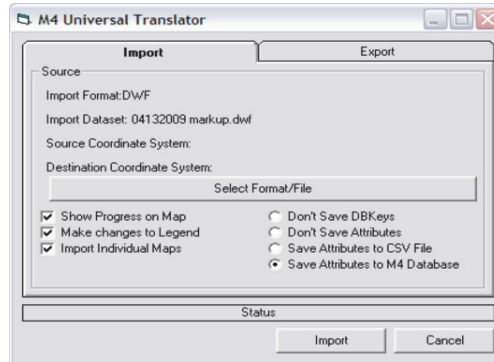 M4 Universal Translator
Import
Export
Source
Import Format:DWF
Import Dataset: 04132009 markup.dwf
Source Coordinate System:
Destination Coordinate System:
Select Format/File
Show Progress on Map
Make changes to Legend
Import Individual Maps
Don't Save DBKeys
Don't Save Attributes
Save Attributes to CSV File
Save Attributes to M4 Database
Status
Import
Cancel